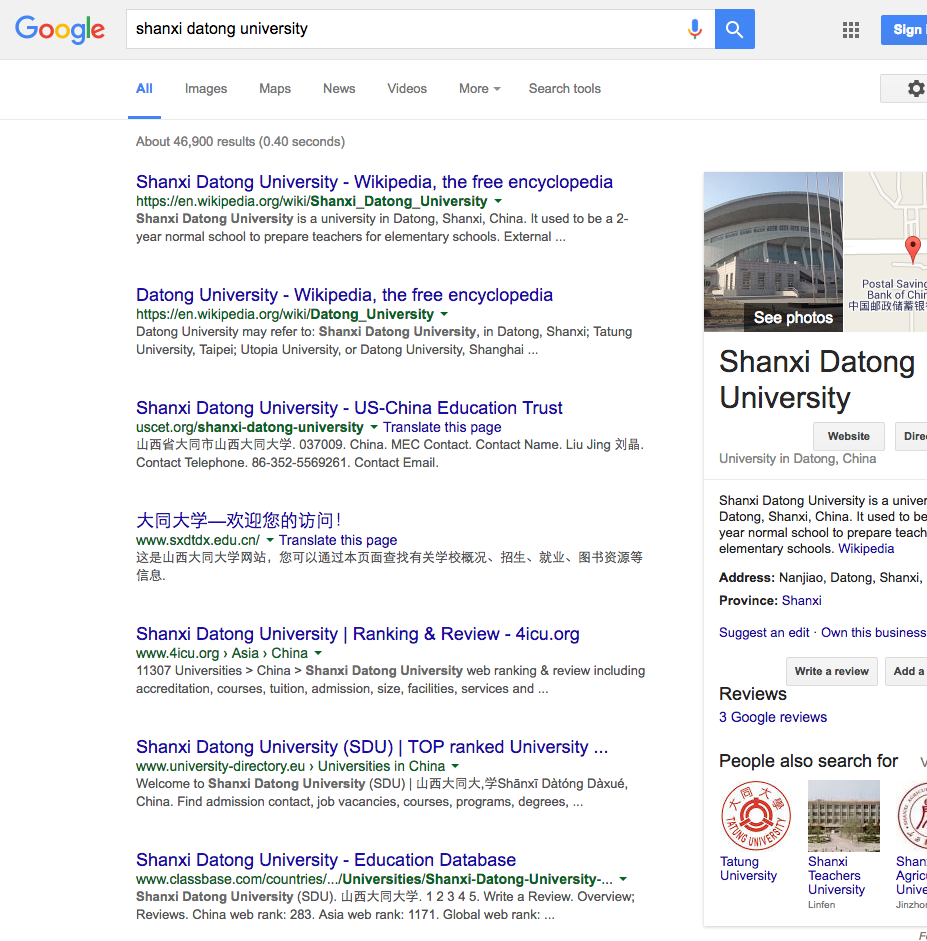 Google
shanxi datong university
Sign
All Images Maps News Videos More Search tools
About 46,900 results (0.40 seconds)
Shanxi Datong University - Wikipedia, the free encyclopedia
https://en.wikipedia.org/wiki/Shanxi_Datong_University
Shanxi Datong University is a university in Datong, Shanxi, China. It used to be a 2-
year normal school to prepare teachers for elementary schools. External ...
Datong University - Wikipedia, the free encyclopedia
https://en.wikipedia.org/wiki/Datong_University
Datong University may refer to: Shanxi Datong University, in Datong, Shanxi; Tatung
University, Taipei; Utopia University, or Datong University, Shanghai ...
Shanxi Datong University - US-China Education Trust
uscet.org/shanxi-datong-university Translate this page
山西省大同市山西大同大学. 037009. China. MEC Contact. Contact Name. Liu Jing 刘晶.
Contact Telephone. 86-352-5569261. Contact Email.
大同大学—欢迎您的访问！
www.sxdtdx.edu.cn/ Translate this page
这是山西大同大学网站，您可以通过本页面查找有关学校概况、招生、就业、图书资源等
信息.
Shanxi Datong University | Ranking & Review - 4icu.org
www.4icu.org › Asia › China
11307 Universities > China > Shanxi Datong University web ranking & review including
accreditation, courses, tuition, admission, size, facilities, services and ...
Shanxi Datong University (SDU) | TOP ranked University ...
www.university-directory.eu › Universities in China
Welcome to Shanxi Datong University (SDU) | 山西大同大,学Shānxī Dàtóng Dàxué,
China. Find admission contact, job vacancies, courses, programs, degrees, ...
Shanxi Datong University - Education Database
www.classbase.com/countries/.../Universities/Shanxi-Datong-University-...
Shanxi Datong University (SDU). 山西大同大学. 1 2 3 4 5. Write a Review. Overview;
Reviews. China web rank: 283. Asia web rank: 1171. Global web rank: ...
See photos
Postal Saving
Bank of Chin
中国邮政储蓄银
Shanxi Datong
University
Website Dire
University in Datong, China
Shanxi Datong University is a univer
Datong, Shanxi, China. It used to be
year normal school to prepare teach
elementary schools. Wikipedia
Address: Nanjiao, Datong, Shanxi,
Province: Shanxi
Suggest an edit · Own this business
Write a review Add a
Reviews
3 Google reviews
People also search for
大同大學
TATUNG UNIVERSITY
Tatung
University
Shanxi
Teachers
University
Linfen
Shan
Agric
Unive
Jinzho